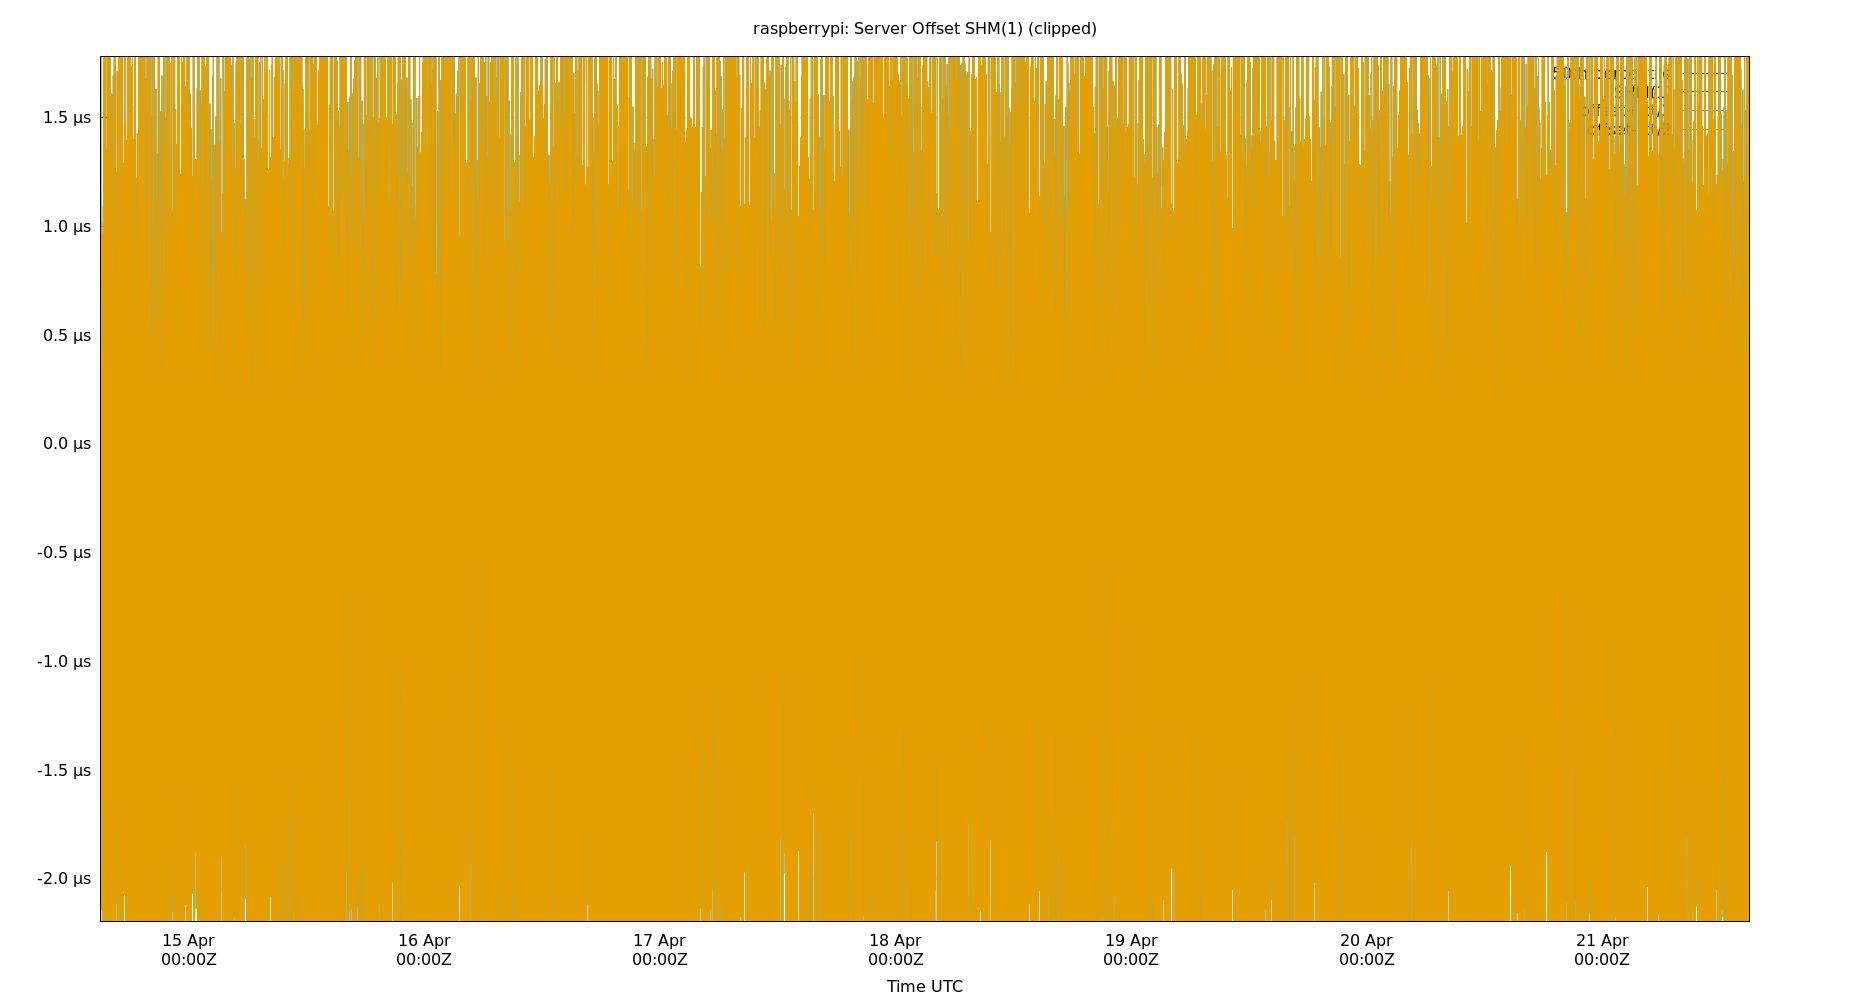 raspberrypi: Server Offset SHM(1) (clipped)
1.5 µs
1.0 µs
0.5 µs
0.0 µs
-0.5 µs
-1.0 µs
-1.5 µs
-2.0 µs
15 Apr 16 Apr 17 Apr 18 Apr 19 Apr 20 Apr 21 Apr
00:00Z 00:00Z 00:00Z 00:00Z 00:00Z 00:00Z 00:00Z
Time UTC